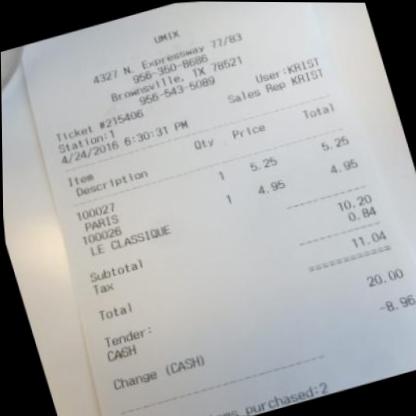 UMIX
4327 N. Expressway 77/83
956-350-8686
Brownsville, TX 78521
956-543-5089
User:KRIST
Sales Rep KRIST
Ticket #215406
Station:1
4/24/2016 6:30:31 PM
Item
Description Qty Price Total
100027 1 5.25 5.25
PARIS
100026 1 4.95 4.95
LE CLASSIQUE
Subtotal 10.20
Tax 0.84
Total 11.04
Tender:
CASH 20.00
Change (CASH) -8.96
purchased:2